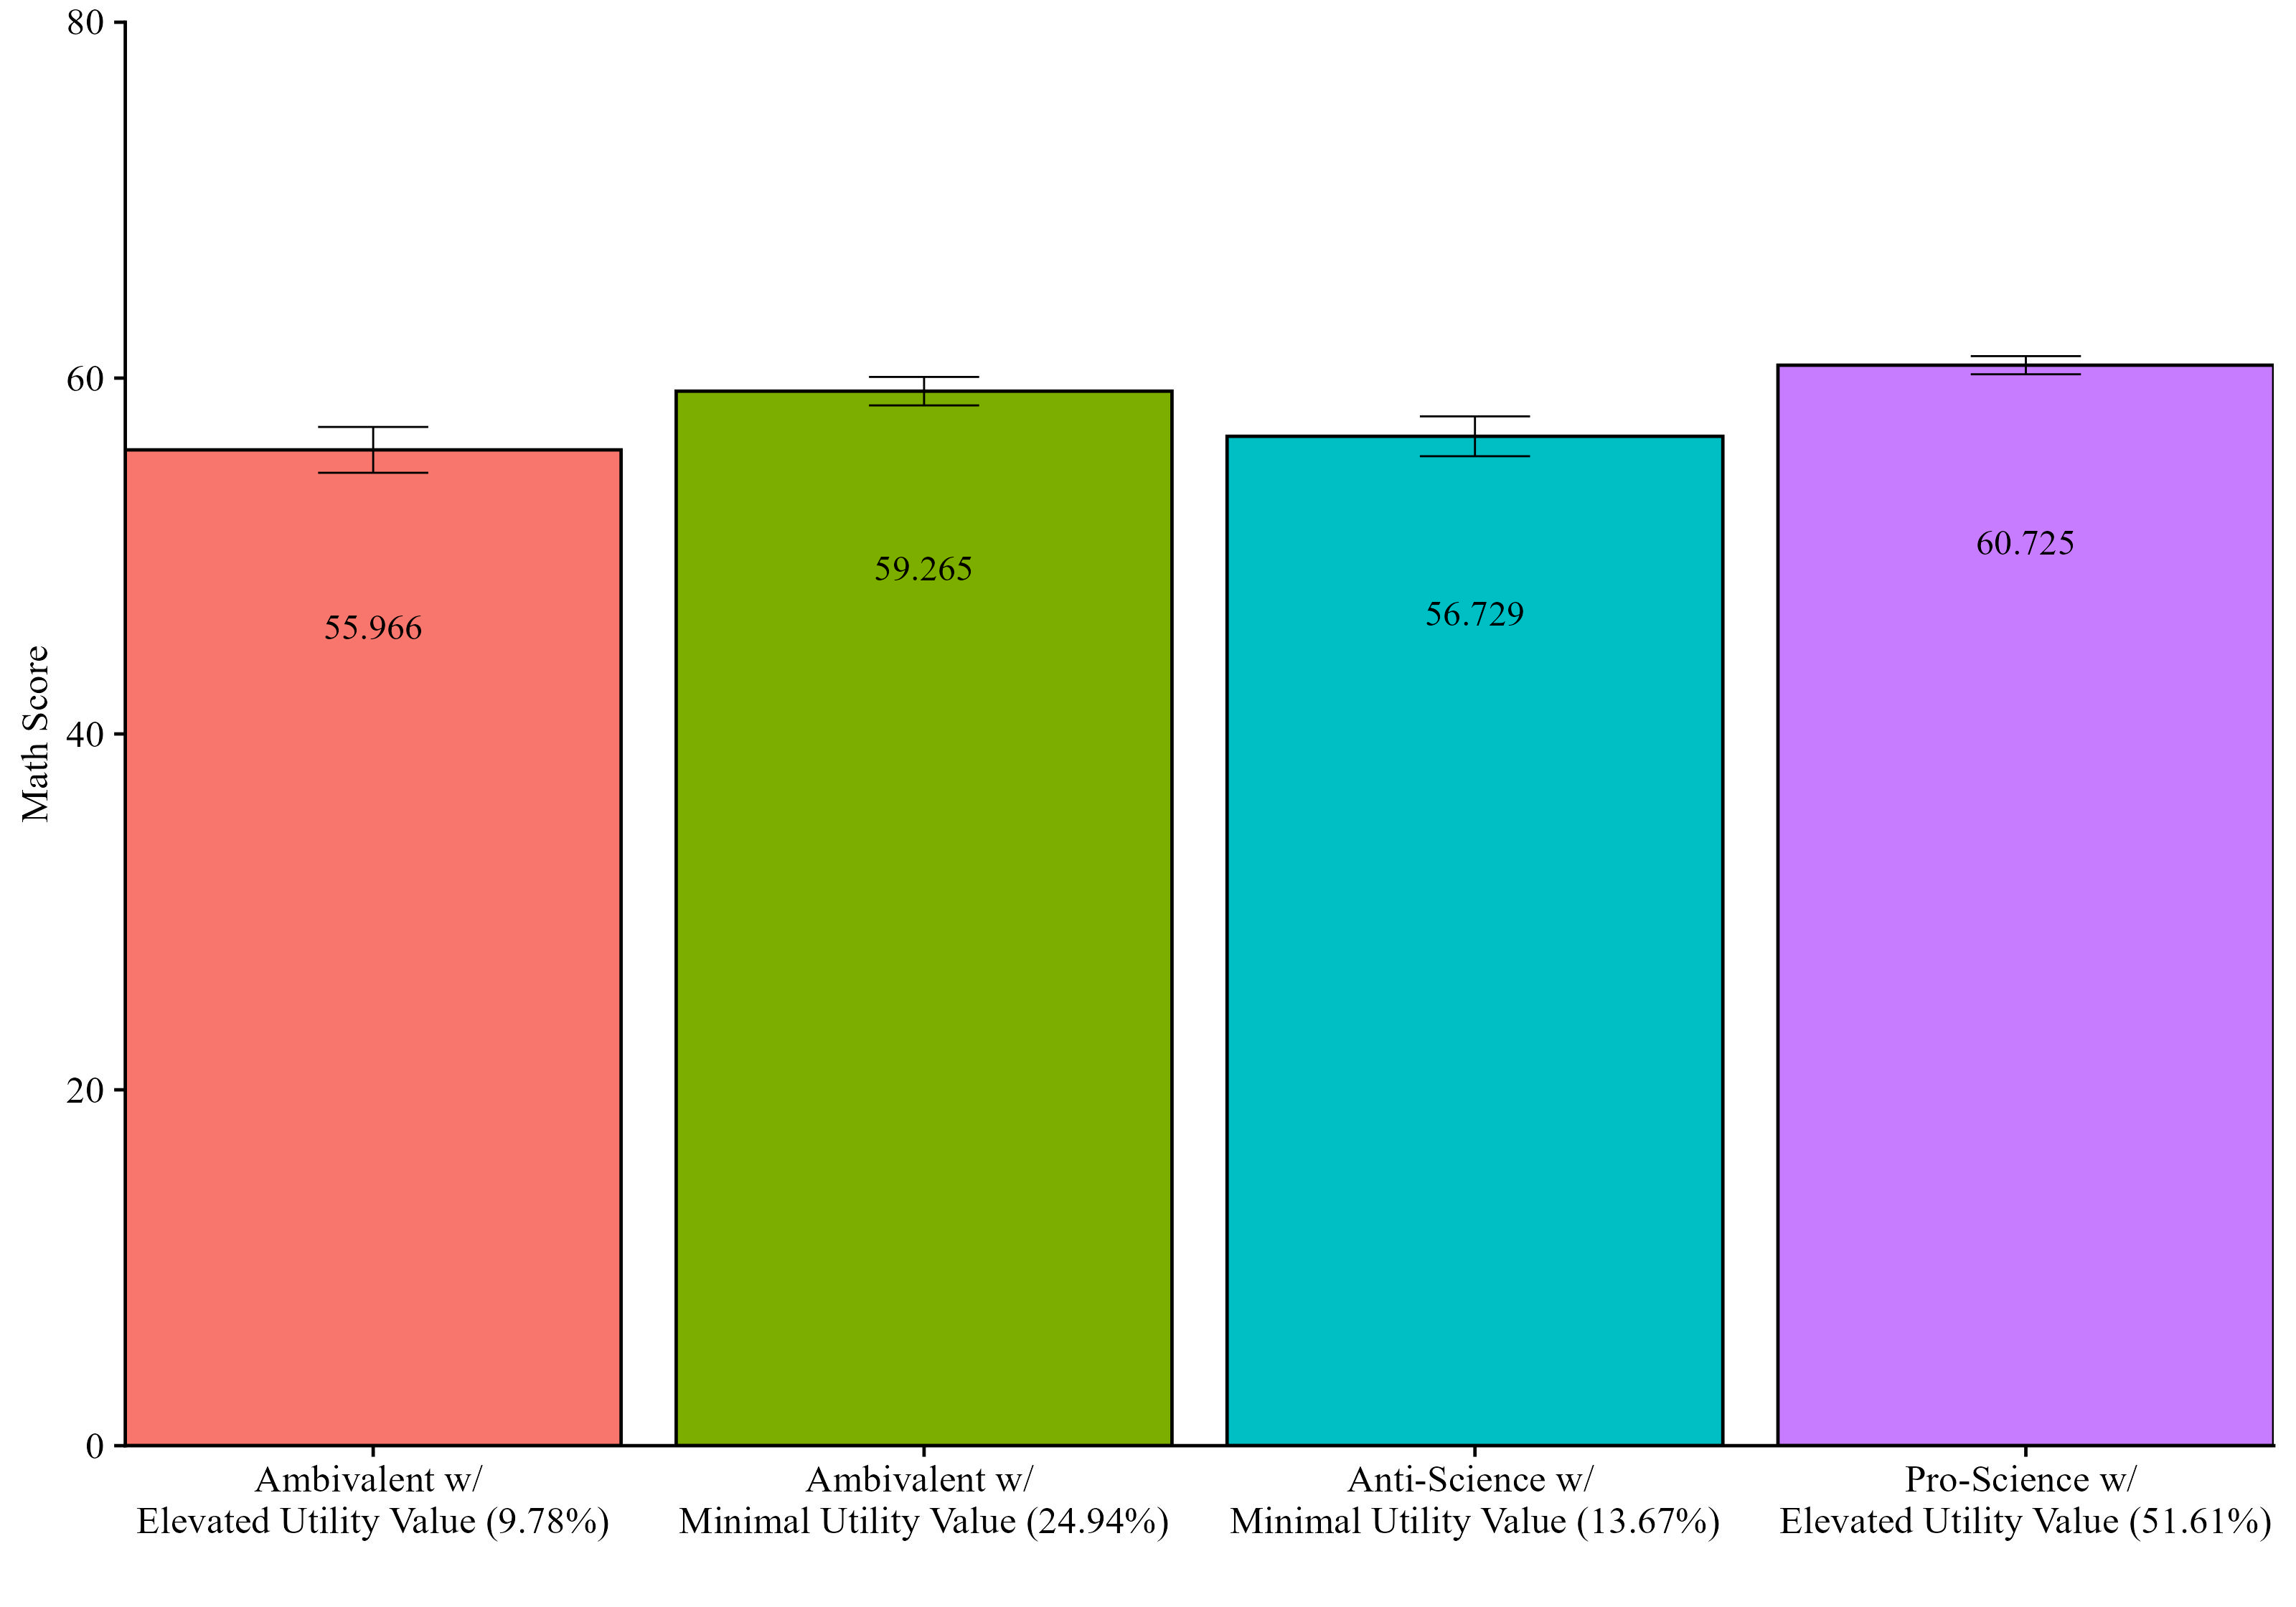 80
60
40
20
0
Math Score
55.966
59.265
56.729
60.725
Ambivalent w/
Elevated Utility Value (9.78%)
Ambivalent w/
Minimal Utility Value (24.94%)
Anti-Science w/
Minimal Utility Value (13.67%)
Pro-Science w/
Elevated Utility Value (51.61%)